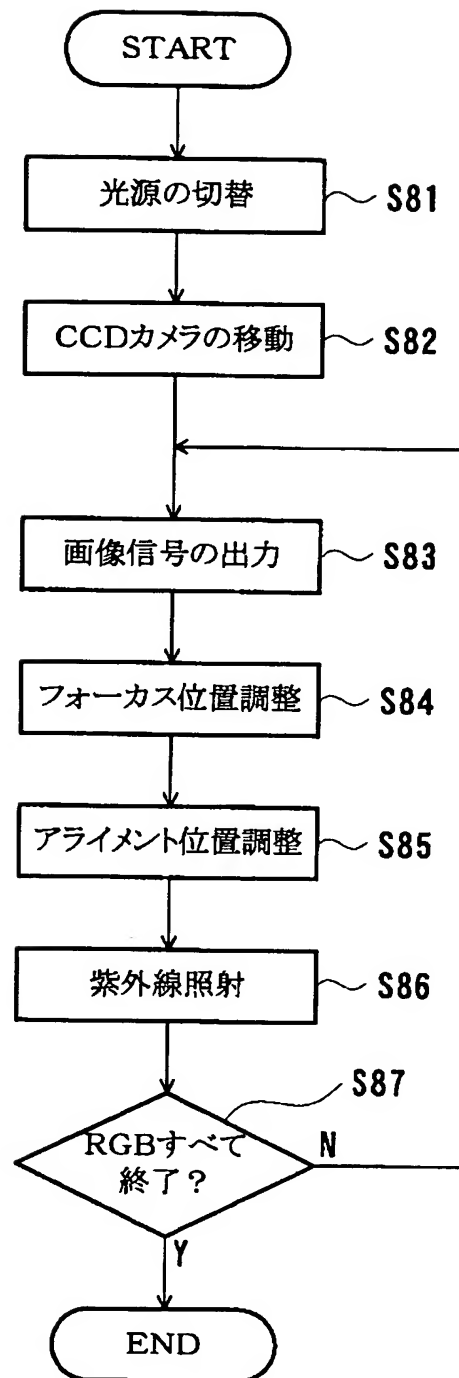 START
光源の切替
S81
CCDカメラの移動
S82
画像信号の出力
S83
フォーカス位置調整
S84
アライメント位置調整
S85
紫外線照射
S86
S87
RGBすべて
終了?
N
Y
END